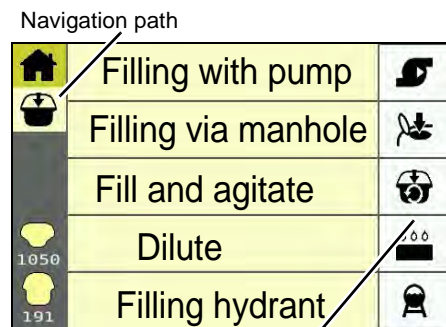 Navigation path
Filling with pump
Filling via manhole
Fill and agitate
1050
Dilute
191
Filling hydrant